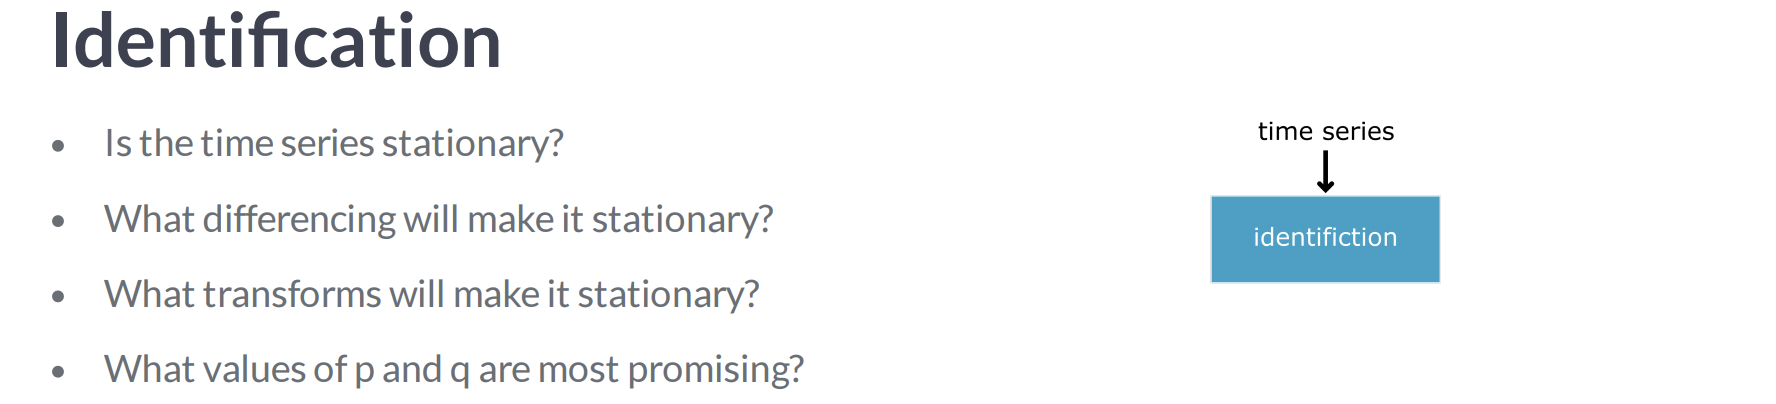 Identification
• Is the time series stationary?
• What differencing will make it stationary?
• What transforms will make it stationary?
• What values of p and q are most promising?
time series
identifiction